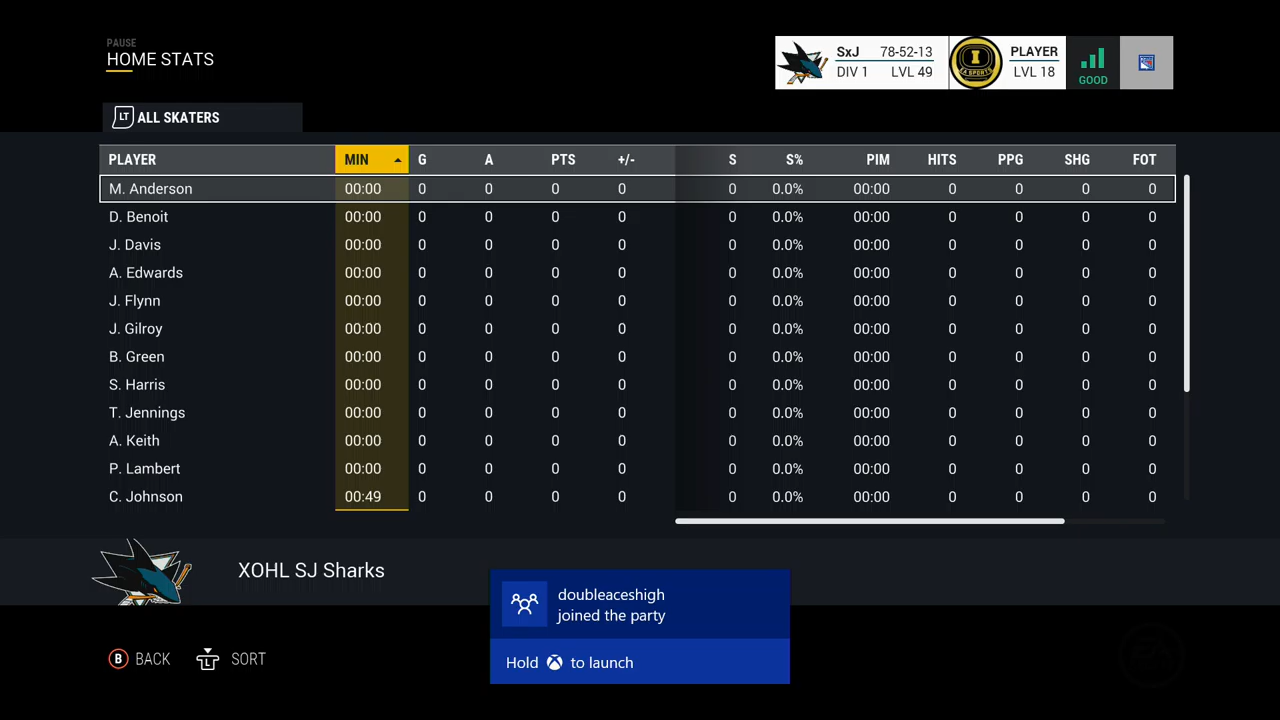 PAUSE
HOME STATS
SxJ 78-52-13
DIV 1 LVL 49
PLAYER
LVL 18
GOOD
LT ALL SKATERS
PLAYER MIN G A PTS +/- S S% PIM HITS PPG SHG FOT
M. Anderson 00:00 0 0 0 0 0 0.0% 00:00 0 0 0 0
D. Benoit 00:00 0 0 0 0 0 0.0% 00:00 0 0 0 0
J. Davis 00:00 0 0 0 0 0 0.0% 00:00 0 0 0 0
A. Edwards 00:00 0 0 0 0 0 0.0% 00:00 0 0 0 0
J. Flynn 00:00 0 0 0 0 0 0.0% 00:00 0 0 0 0
J. Gilroy 00:00 0 0 0 0 0 0.0% 00:00 0 0 0 0
B. Green 00:00 0 0 0 0 0 0.0% 00:00 0 0 0 0
S. Harris 00:00 0 0 0 0 0 0.0% 00:00 0 0 0 0
T. Jennings 00:00 0 0 0 0 0 0.0% 00:00 0 0 0 0
A. Keith 00:00 0 0 0 0 0 0.0% 00:00 0 0 0 0
P. Lambert 00:00 0 0 0 0 0 0.0% 00:00 0 0 0 0
C. Johnson 00:49 0 0 0 0 0 0.0% 00:00 0 0 0 0
XOHL SJ Sharks
doubleaceshigh
joined the party
Hold to launch
B BACK L SORT